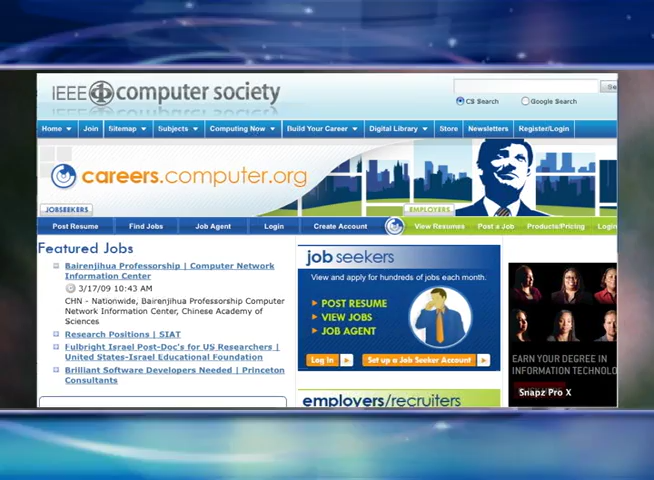 IEEE computer society
Se
CS Search Google Search
Home Join Sitemap Subjects Computing Now Build Your Career Digital Library Store Newsletters Register/Login
careers.computer.org
JOBSEEKERS EMPLOYERS
Post Resume Find Jobs Job Agent Login Create Account View Resumes Post a Job Products/Pricing Login
Featured Jobs
Bairenjihua Professorship | Computer Network
Information Center
3/17/09 10:43 AM
CHN - Nationwide, Bairenjihua Professorship Computer
Network Information Center, Chinese Academy of
Sciences
Research Positions | SIAT
Fulbright Israel Post-Doc's for US Researchers |
United States-Israel Educational Foundation
Brilliant Software Developers Needed | Princeton
Consultants
job seekers
View and apply for hundreds of jobs each month.
POST RESUME
VIEW JOBS
JOB AGENT
Log in Set up a Job Seeker Account
employers/recruiters
EARN YOUR DEGREE IN
INFORMATION TECHNOLO
Snapz Pro X